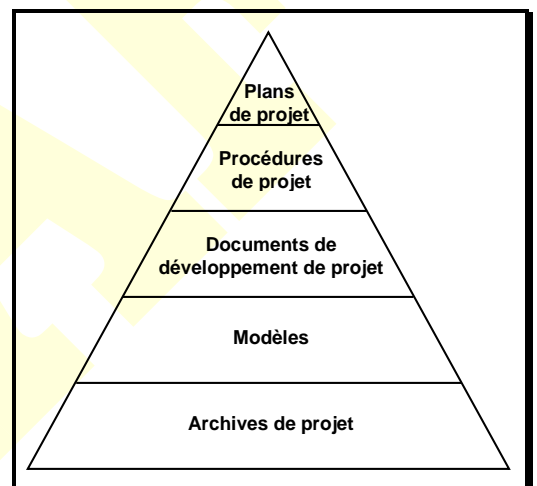 Plans
de projet
Procédures
de projet
Documents de
développement de projet
Modèles
Archives de projet